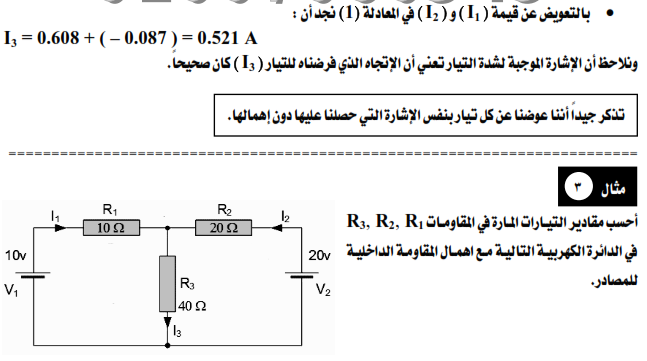 • بالتعويض عن قيمة ( I₁ ) و ( I₂ ) في المعادلة (1) نجد أن :
I₃ = 0.608 + ( – 0.087 ) = 0.521 A
ونلاحظ أن الإشارة الموجبة لشدة التيار تعني أن الإتجاه الذي فرضناه للتيار ( I₃ ) كان صحيحاً.
تذكر جيداً أننا عوضنا عن كل تيار بنفس الإشارة التي حصلنا عليها دون إهمالها.
مثال ٣
أحسب مقادير التيارات المارة في المقاومات R₃, R₂, R₁
في الدائرة الكهربية التالية مع اهمال المقاومة الداخلية
للمصادر.
I₁ R₁ R₂ I₂
10 Ω 20 Ω
10v 20v
V₁ R₃ V₂
40 Ω
I₃